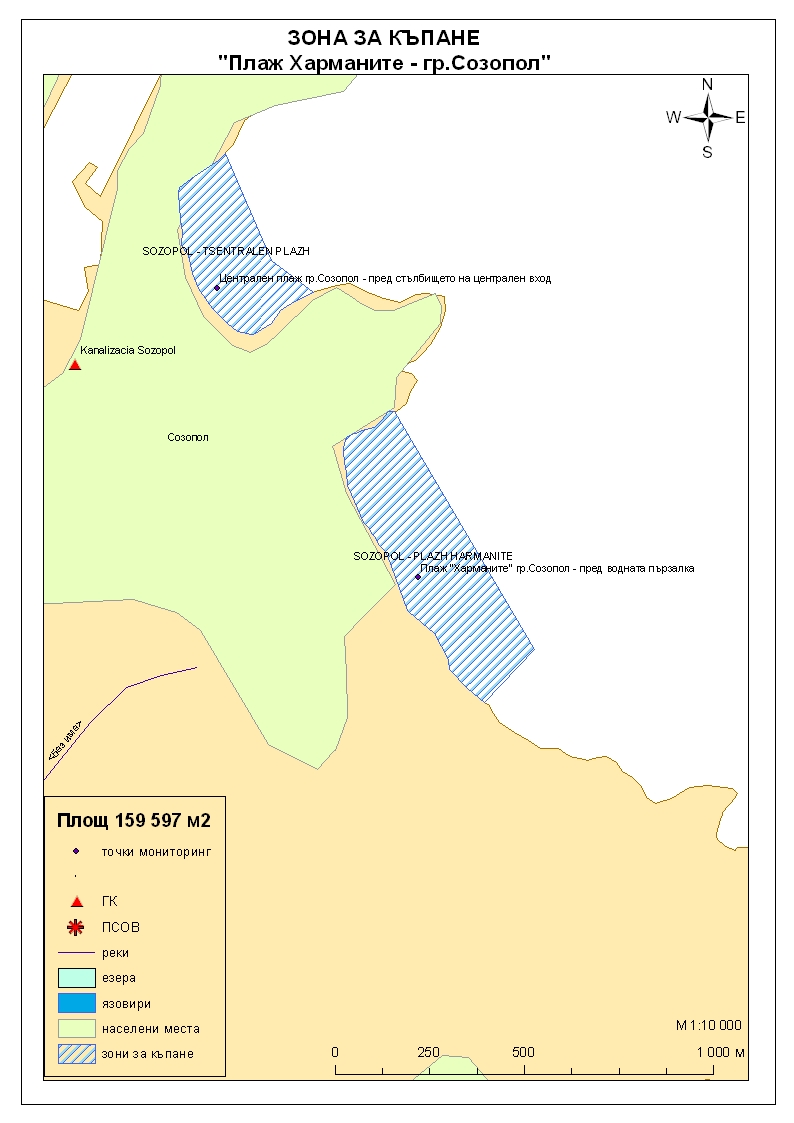 ЗОНА ЗА КЪПАНЕ
"Плаж Харманите - гр.Созопол"
N
W E
S
SOZOPOL - TSENTRALEN PLAZH
Централен плаж гр.Созопол - пред стълбището на централен вход
Kanalizacia Sozopol
Созопол
SOZOPOL - PLAZH HARMANITE
Плаж "Харманите" гр.Созопол - пред водната пързалка
<без име>
Площ 159 597 м2
точки мониторинг
ГК
ПСОВ
реки
езера
язовири
населени места
зони за къпане
М 1:10 000
0 250 500 1 000 м